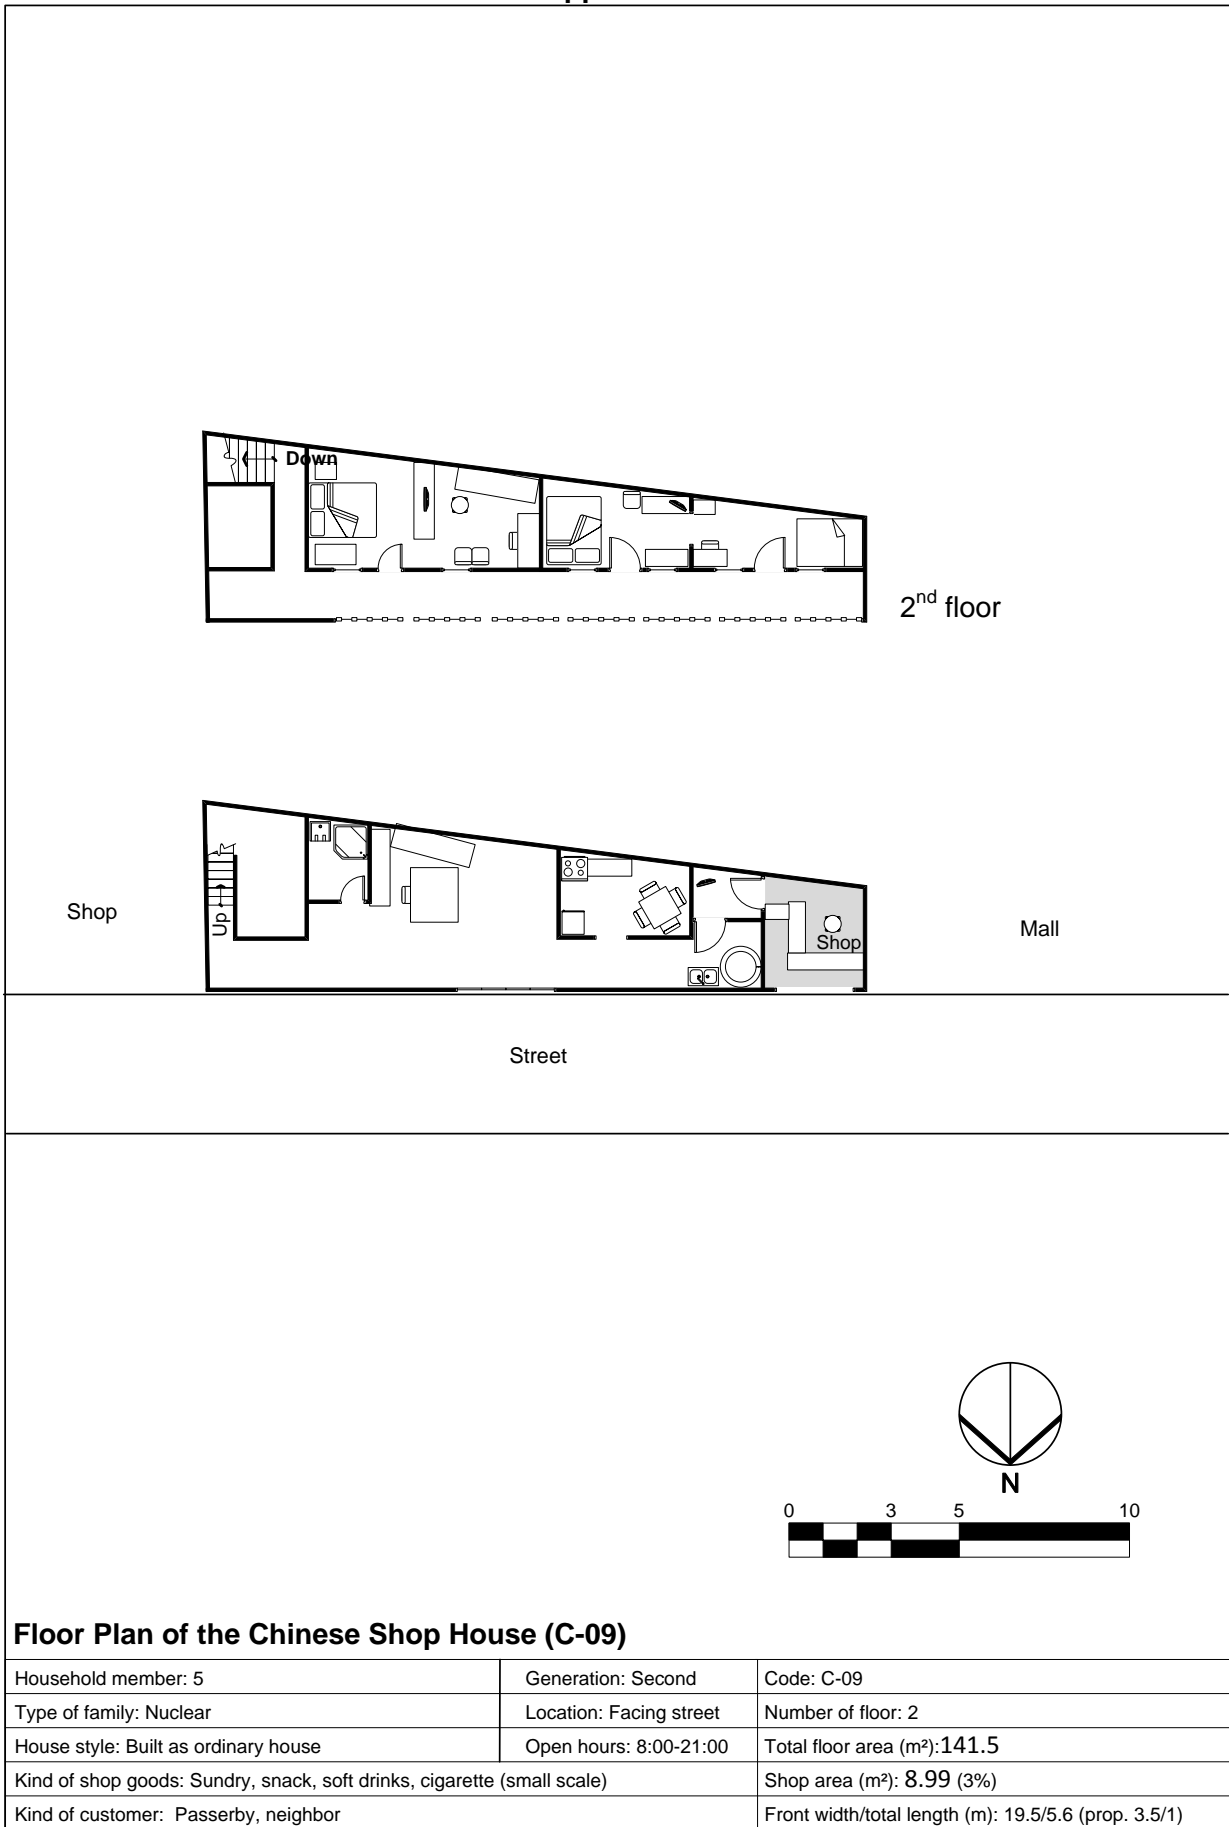 Down
2nd floor
Shop
Up
Shop
Mall
Street
N
0 3 5 10
Floor Plan of the Chinese Shop House (C-09)
Household member: 5
Generation: Second
Code: C-09
Type of family: Nuclear
Location: Facing street
Number of floor: 2
House style: Built as ordinary house
Open hours: 8:00-21:00
Total floor area (m²):141.5
Kind of shop goods: Sundry, snack, soft drinks, cigarette (small scale)
Shop area (m²): 8.99 (3%)
Kind of customer: Passerby, neighbor
Front width/total length (m): 19.5/5.6 (prop. 3.5/1)